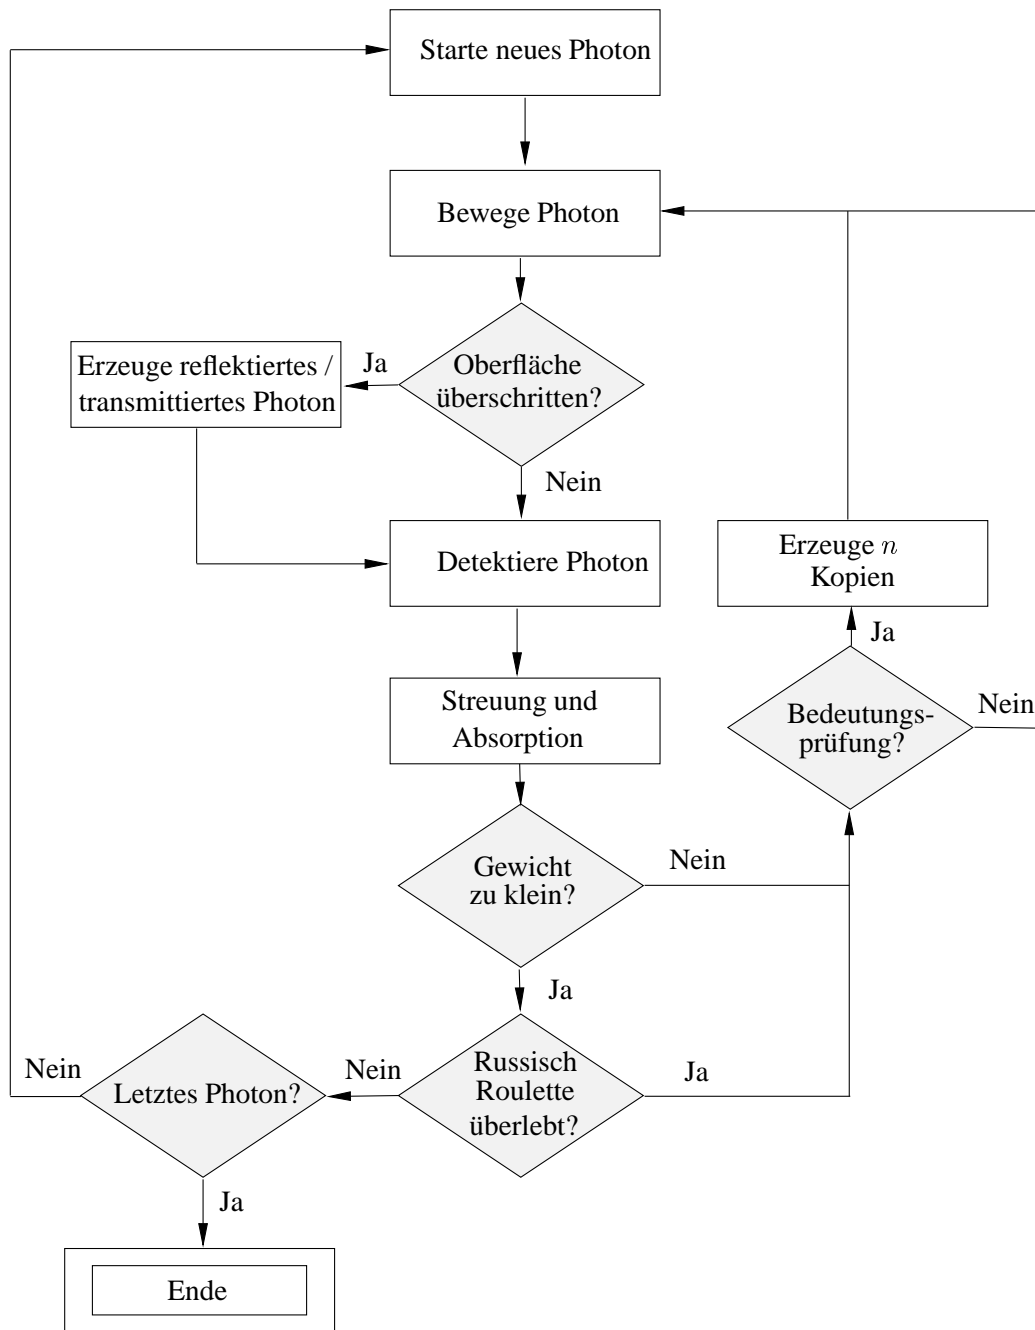 Starte neues Photon
Bewege Photon
Ja
Oberfläche
überschritten?
Erzeuge reflektiertes /
transmittiertes Photon
Nein
Detektiere Photon
Erzeuge n
Kopien
Ja
Streuung und
Absorption
Bedeutungs-
prüfung?
Nein
Gewicht
zu klein?
Nein
Ja
Russisch
Roulette
überlebt?
Ja
Nein
Letztes Photon?
Nein
Ja
Ende